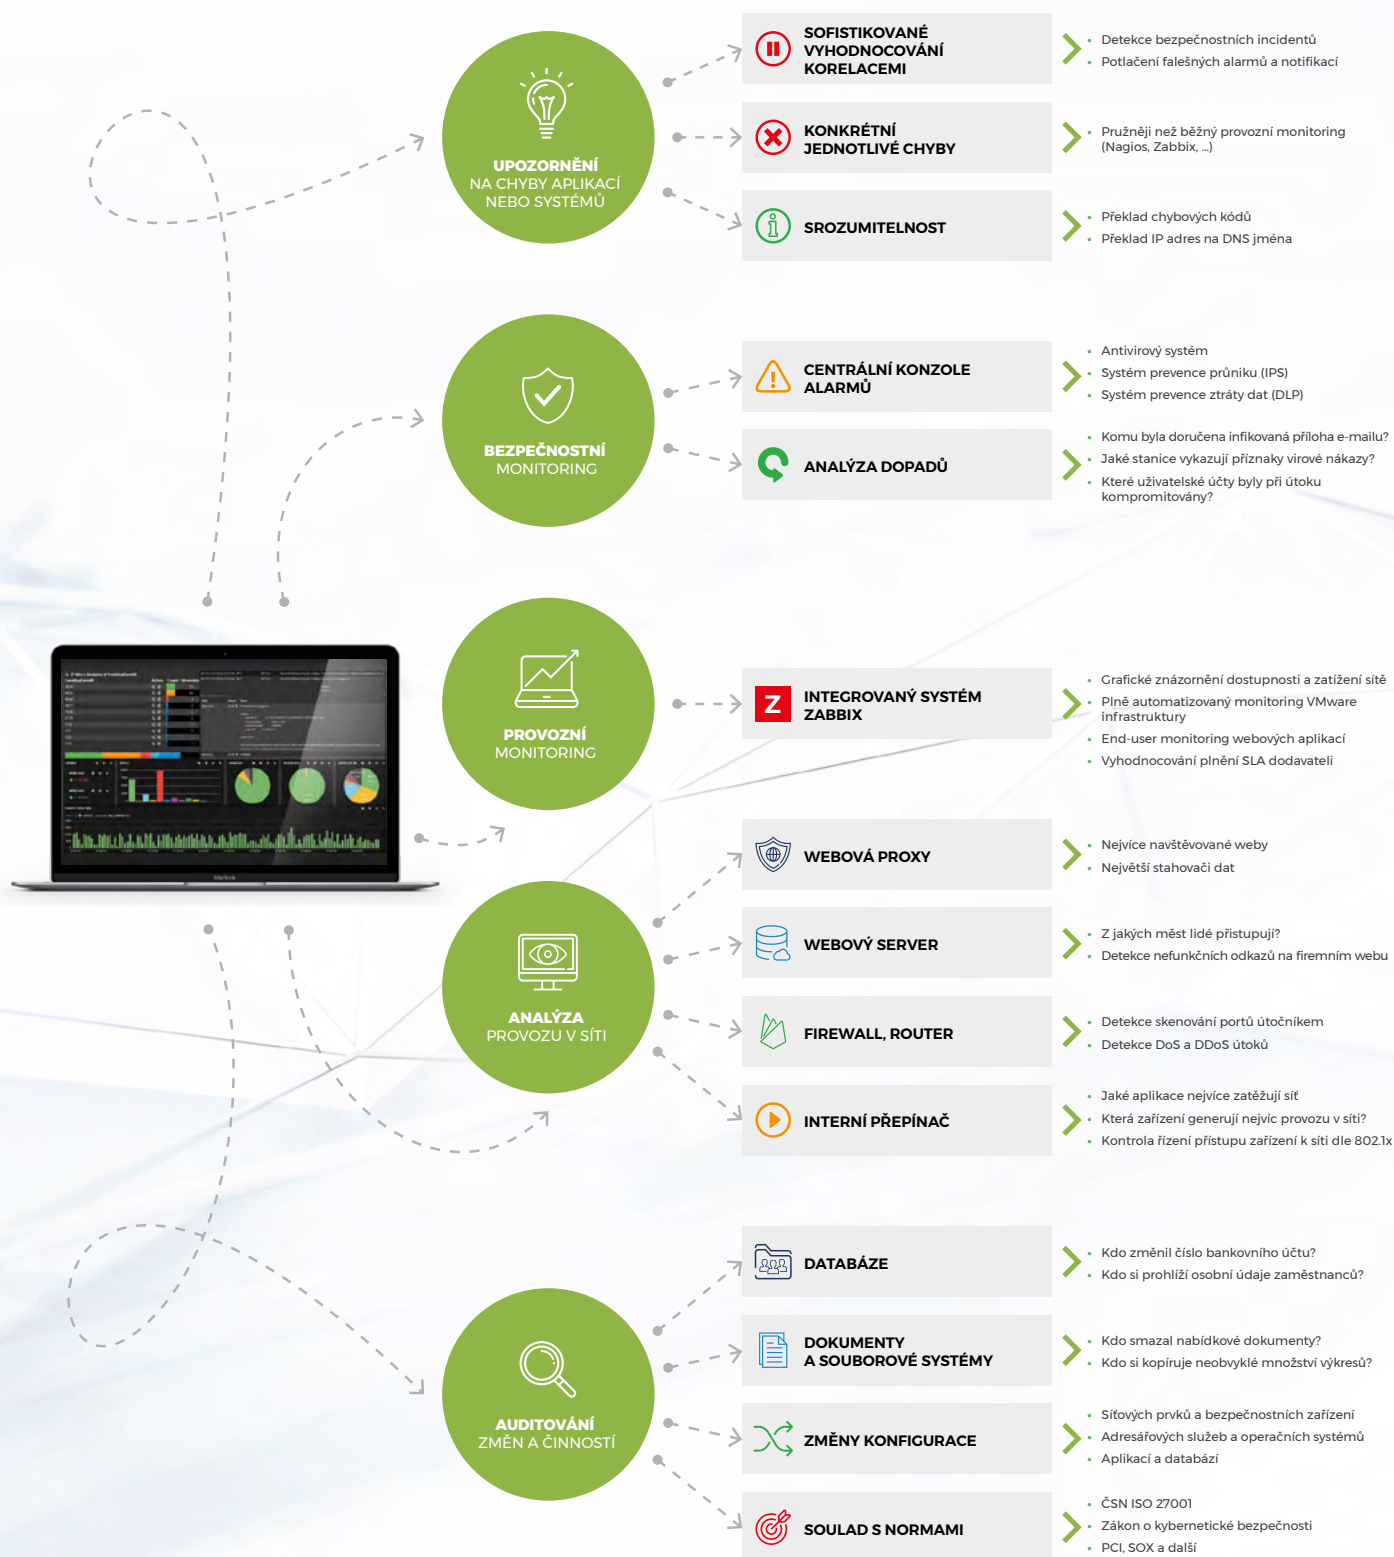 UPOZORNĚNÍ
NA CHYBY APLIKACÍ
NEBO SYSTÉMŮ
SOFISTIKOVANÉ
VYHODNOCOVÁNÍ
KORELACEMI
• Detekce bezpečnostních incidentů
• Potlačení falešných alarmů a notifikací
KONKRÉTNÍ
JEDNOTLIVÉ CHYBY
• Pružněji než běžný provozní monitoring
(Nagios, Zabbix, ...)
SROZUMITELNOST
• Překlad chybových kódů
• Překlad IP adres na DNS jména
BEZPEČNOSTNÍ
MONITORING
CENTRÁLNÍ KONZOLE
ALARMŮ
• Antivirový systém
• Systém prevence průniku (IPS)
• Systém prevence ztráty dat (DLP)
ANALÝZA DOPADŮ
• Komu byla doručena infikovaná příloha e-mailu?
• Jaké stanice vykazují příznaky virové nákazy?
• Které uživatelské účty byly při útoku
kompromitovány?
PROVOZNÍ
MONITORING
Z
INTEGROVANÝ SYSTÉM
ZABBIX
• Grafické znázornění dostupnosti a zatížení sítě
• Plně automatizovaný monitoring VMware
infrastruktury
• End-user monitoring webových aplikací
• Vyhodnocování plnění SLA dodavateli
MacBook
ANALÝZA
PROVOZU V SÍTI
WEBOVÁ PROXY
• Nejvíce navštěvované weby
• Největší stahovači dat
WEBOVÝ SERVER
• Z jakých měst lidé přistupují?
• Detekce nefunkčních odkazů na firemním webu
FIREWALL, ROUTER
• Detekce skenování portů útočníkem
• Detekce DoS a DDoS útoků
INTERNÍ PŘEPÍNAČ
• Jaké aplikace nejvíce zatěžují síť
• Která zařízení generují nejvíc provozu v síti?
• Kontrola řízení přístupu zařízení k síti dle 802.1x
AUDITOVÁNÍ
ZMĚN A ČINNOSTÍ
DATABÁZE
• Kdo změnil číslo bankovního účtu?
• Kdo si prohlíží osobní údaje zaměstnanců?
DOKUMENTY
A SOUBOROVÉ SYSTÉMY
• Kdo smazal nabídkové dokumenty?
• Kdo si kopíruje neobvyklé množství výkresů?
ZMĚNY KONFIGURACE
• Síťových prvků a bezpečnostních zařízení
• Adresářových služeb a operačních systémů
• Aplikací a databází
SOULAD S NORMAMI
• ČSN ISO 27001
• Zákon o kybernetické bezpečnosti
• PCI, SOX a další